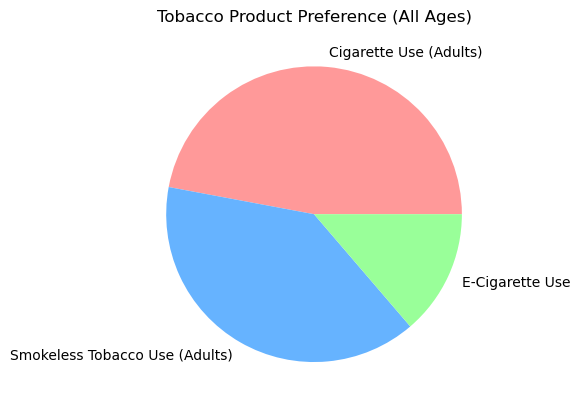 Tobacco Product Preference (All Ages)
Cigarette Use (Adults)
E-Cigarette Use
Smokeless Tobacco Use (Adults)